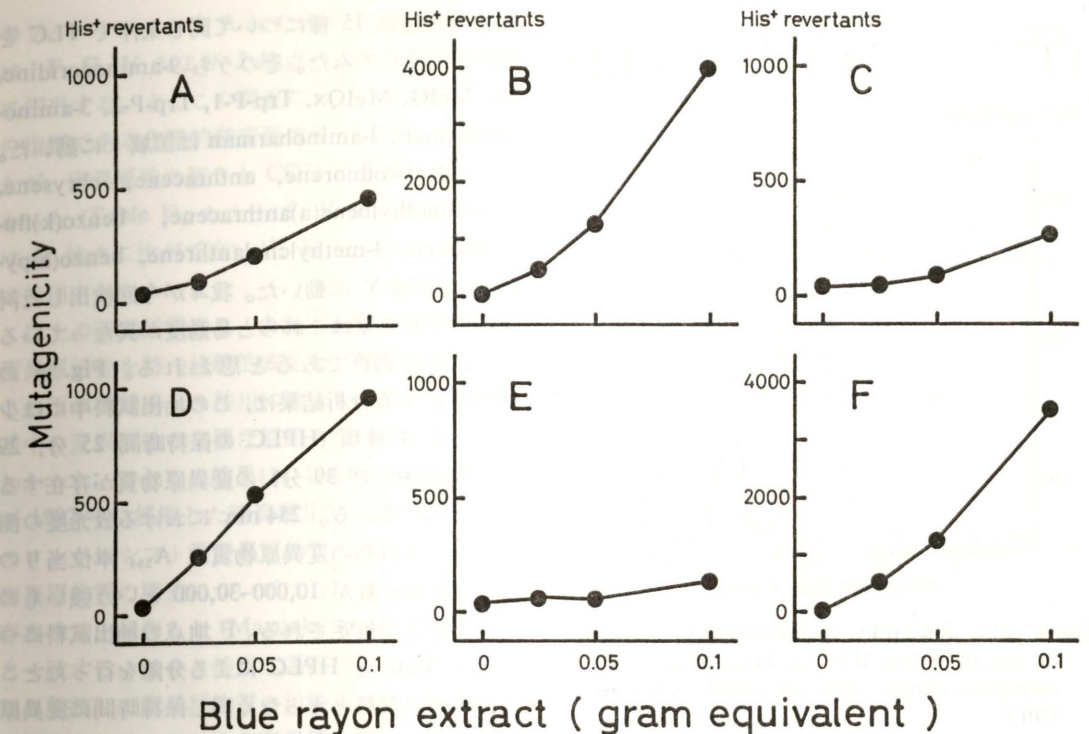 His⁺ revertants
His⁺ revertants
His⁺ revertants
1000
500
0
A
4000
2000
0
B
1000
500
0
C
Mutagenicity
1000
500
0
D
0 0.05 0.1
1000
500
0
E
0 0.05 0.1
4000
2000
0
F
0 0.05 0.1
Blue rayon extract ( gram equivalent )